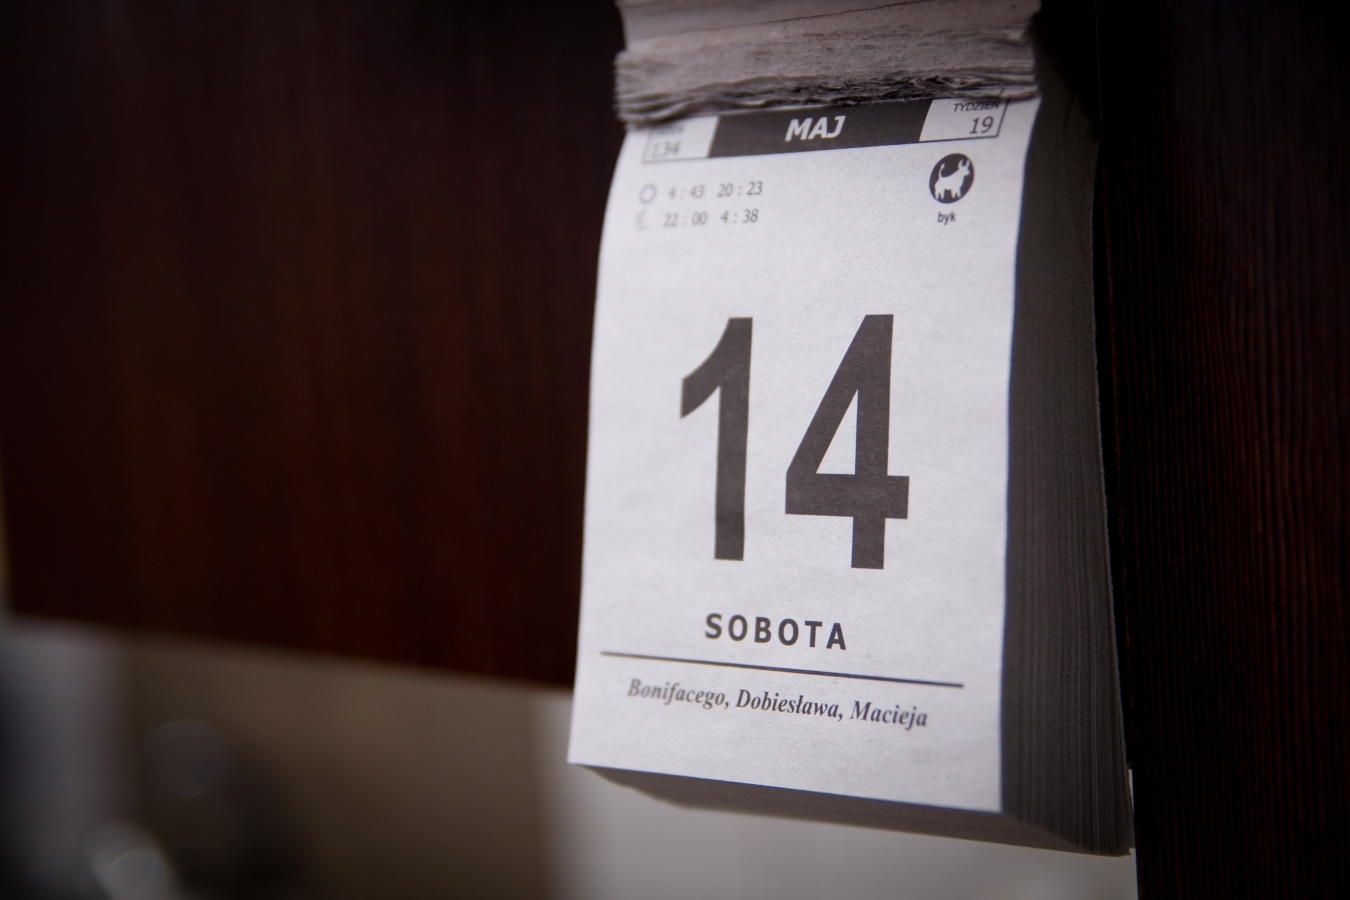 MAJ
TYDZIEŃ
134
19
4:43 20:23
22:00 4:38
byk
14
SOBOTA
Bonifacego, Dobiesława, Macieja